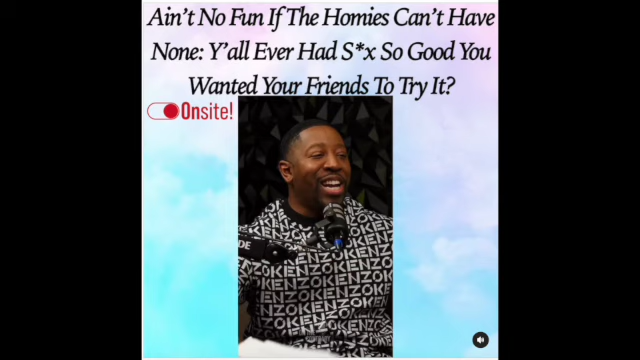 Ain't No Fun If The Homies Can't Have
None: Y'all Ever Had S*x So Good You
Wanted Your Friends To Try It?
Onsite!
KENZO